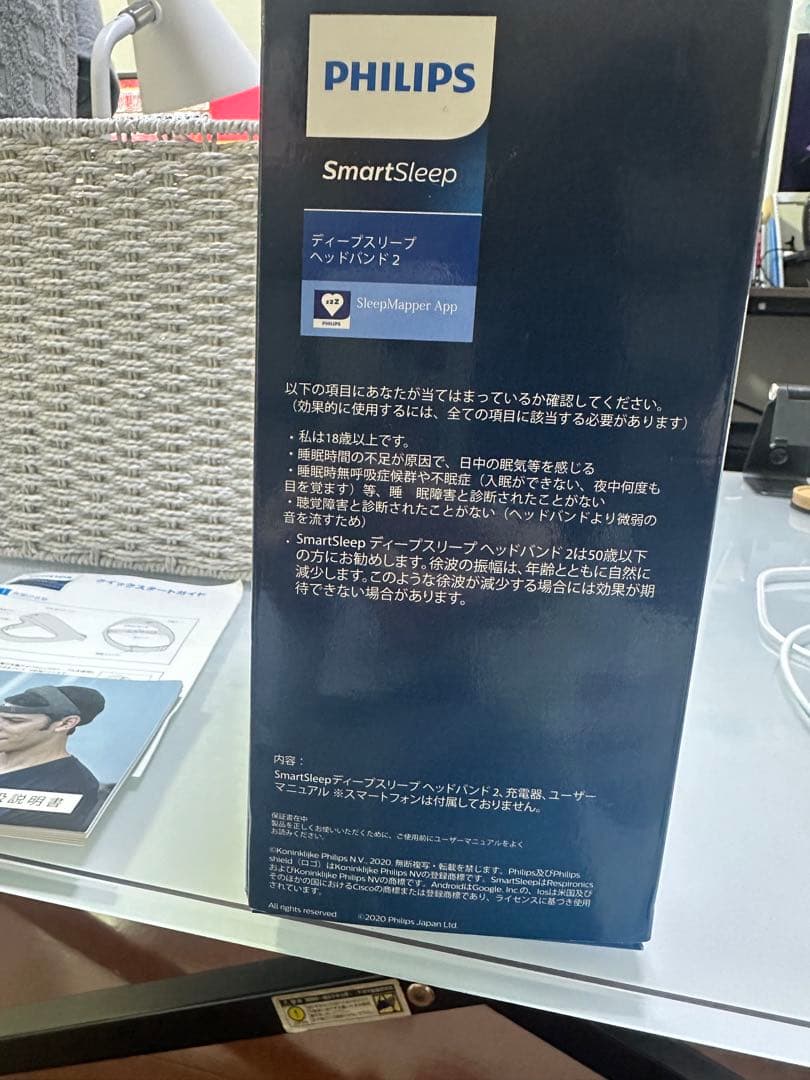 PHILIPS
SmartSleep
ディープスリープ
ヘッドバンド 2
SleepMapper App
PHILIPS
以下の項目にあなたが当てはまっているか確認してください。
（効果的に使用するには、全ての項目に該当する必要があります）
・私は18歳以上です。
・睡眠時間の不足が原因で、日中の眠気等を感じる
・睡眠時無呼吸症候群や不眠症（入眠ができない、夜中何度も
目を覚ます）等、睡 眠障害と診断されたことがない
・聴覚障害と診断されたことがない（ヘッドバンドより微弱の
音を流すため）
・SmartSleep ディープスリープ ヘッドバンド 2は50歳以下
の方にお勧めします。徐波の振幅は、年齢とともに自然に
減少します。このような徐波が減少する場合には効果が期
待できない場合があります。
内容：
SmartSleepディープスリープ ヘッドバンド 2、充電器、ユーザー
マニュアル ※スマートフォンは付属しておりません。
保証書在中
製品を正しくお使いいただくために、ご使用前にユーザーマニュアルをよく
お読みください。
©Koninklijke Philips N.V., 2020. 無断複写・転載を禁じます。Philips及びPhilips
shield（ロゴ）はKoninklijke Philips NVの登録商標です。SmartSleepはRespironics
およびKoninklijke Philips NVの商標です。AndroidはGoogle, Inc.の、Iosは米国及び
そのほかの国におけるCiscoの商標または登録商標であり、ライセンスに基づき使用
されています。
All rights reserved ©2020 Philips Japan Ltd.
クイックスタートガイド
扱説明書